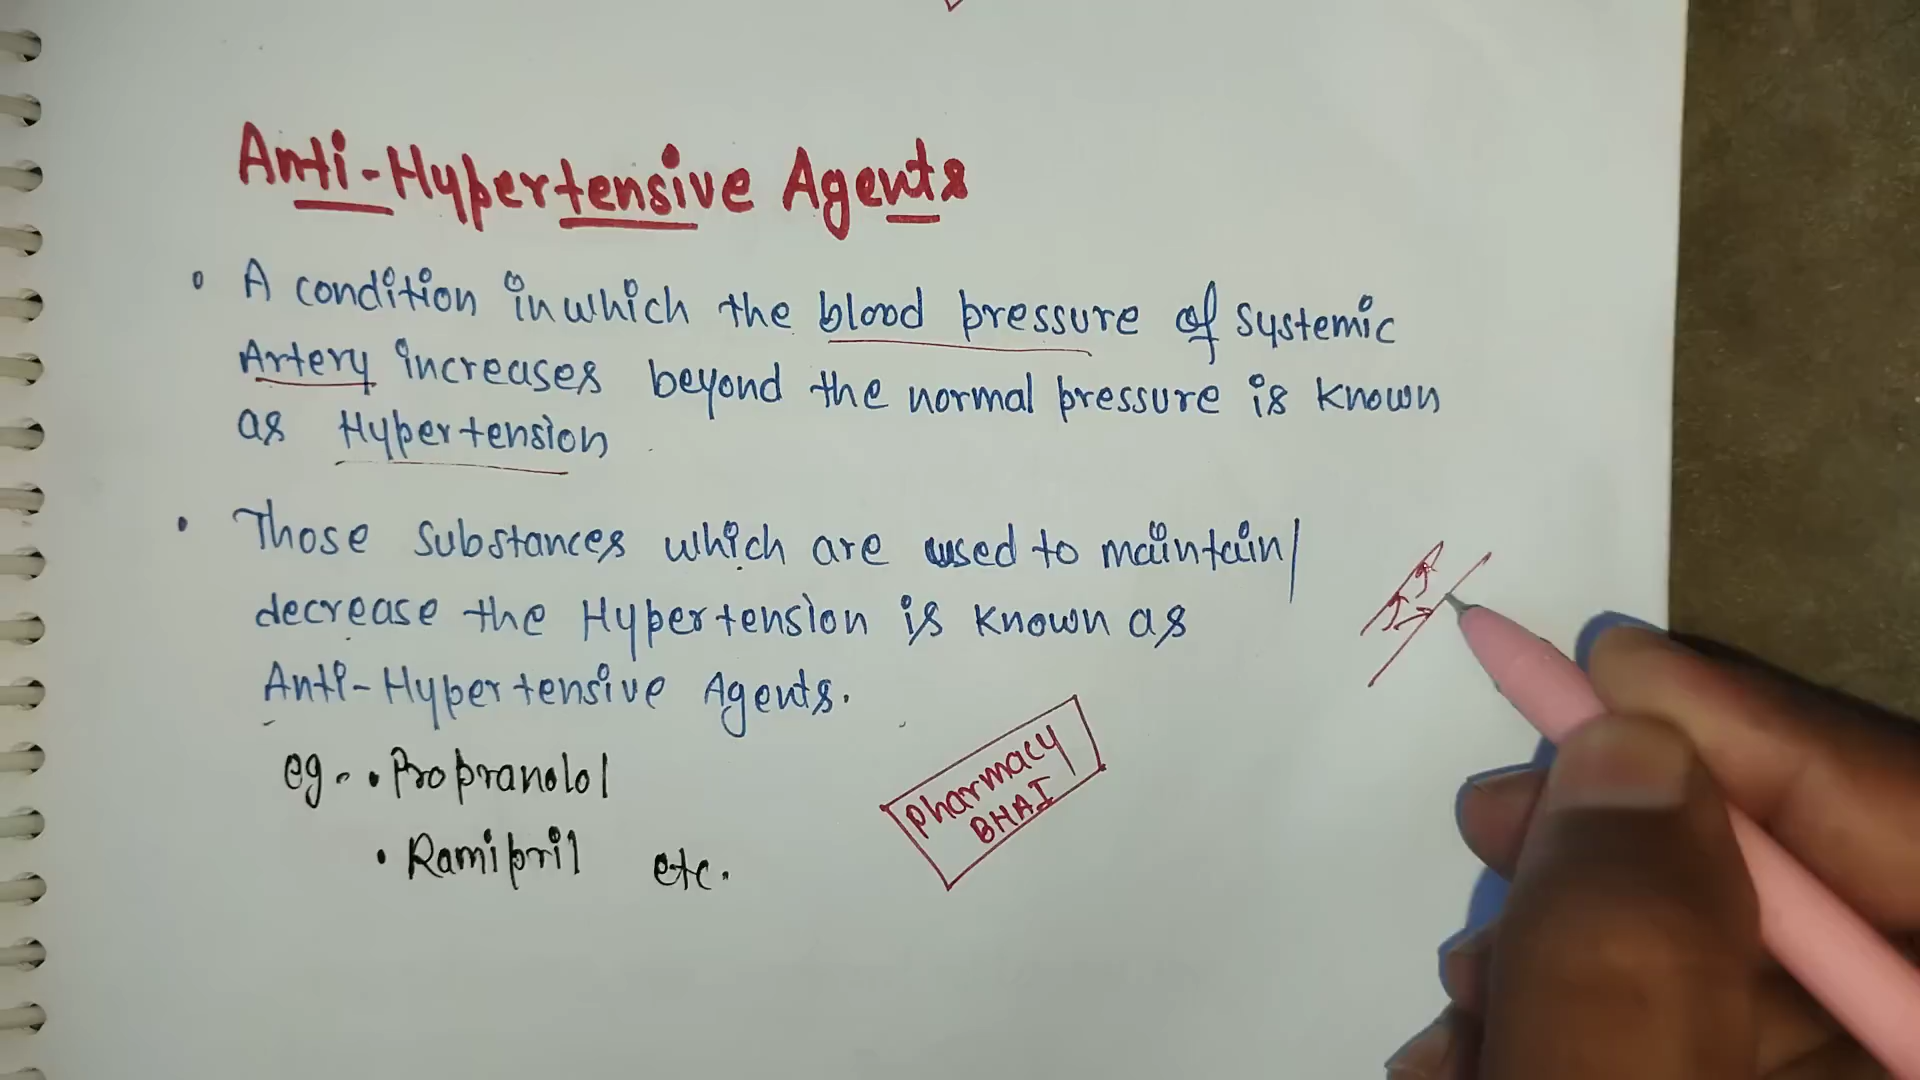 Anti-Hypertensive Agents
• A condition in which the blood pressure of systemic
Artery increases beyond the normal pressure is known
as Hypertension
• Those substances which are used to maintain/
decrease the Hypertension is known as
Anti-Hypertensive Agents.
eg-- • Propranolol
• Ramipril etc.
Pharmacy
BHAI